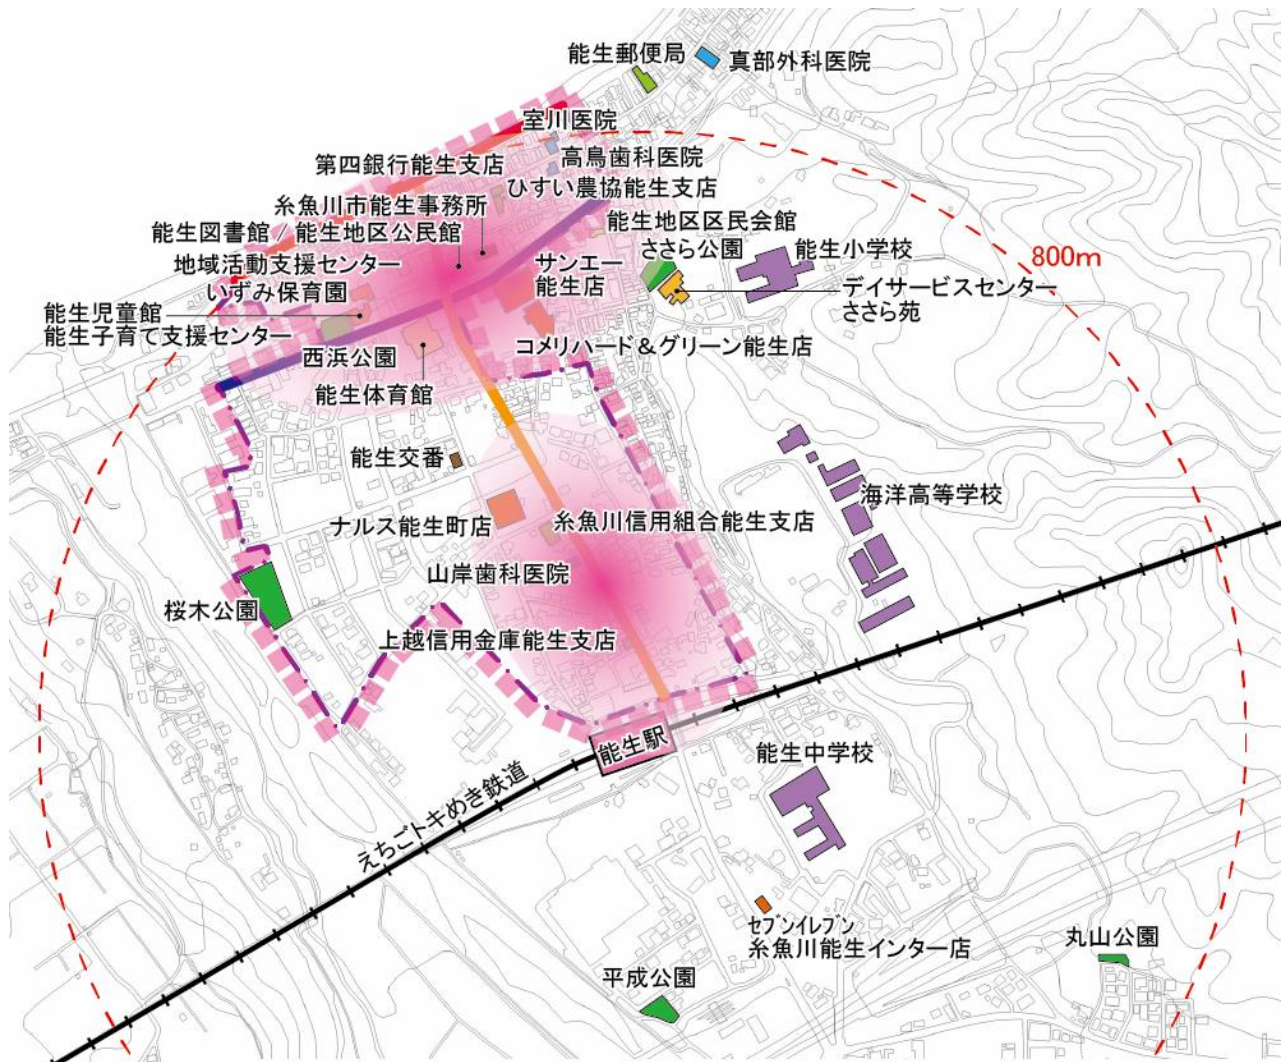 能生郵便局
真部外科医院
室川医院
高鳥歯科医院
第四銀行能生支店
ひすい農協能生支店
糸魚川市能生事務所
能生地区区民会館
能生図書館／能生地区公民館
ささら公園
能生小学校
800m
地域活動支援センター
サンエー
能生店
デイサービスセンター
ささら苑
いずみ保育園
能生児童館
能生子育て支援センター
西浜公園
コメリハード＆グリーン能生店
能生体育館
能生交番
海洋高等学校
ナルス能生町店
糸魚川信用組合能生支店
山岸歯科医院
桜木公園
上越信用金庫能生支店
能生駅
能生中学校
えちごトキめき鉄道
セブンイレブン
糸魚川能生インター店
丸山公園
平成公園